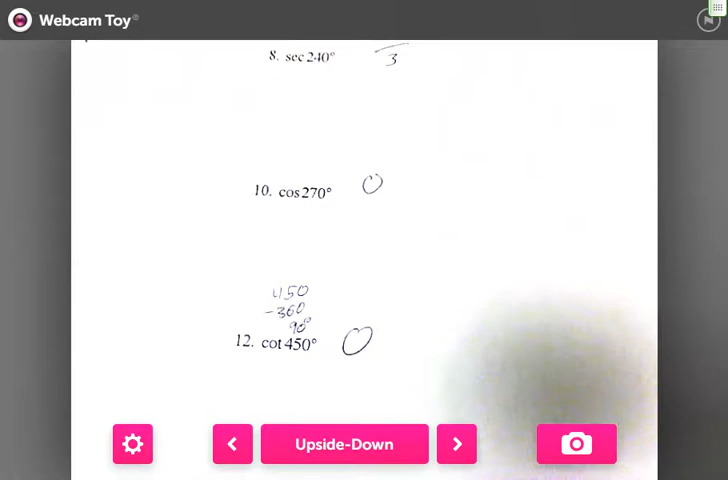 Webcam Toy
8. sec 240° 3
10. cos 270° 0
450
-360
90°
12. cot 450° 0
Upside-Down